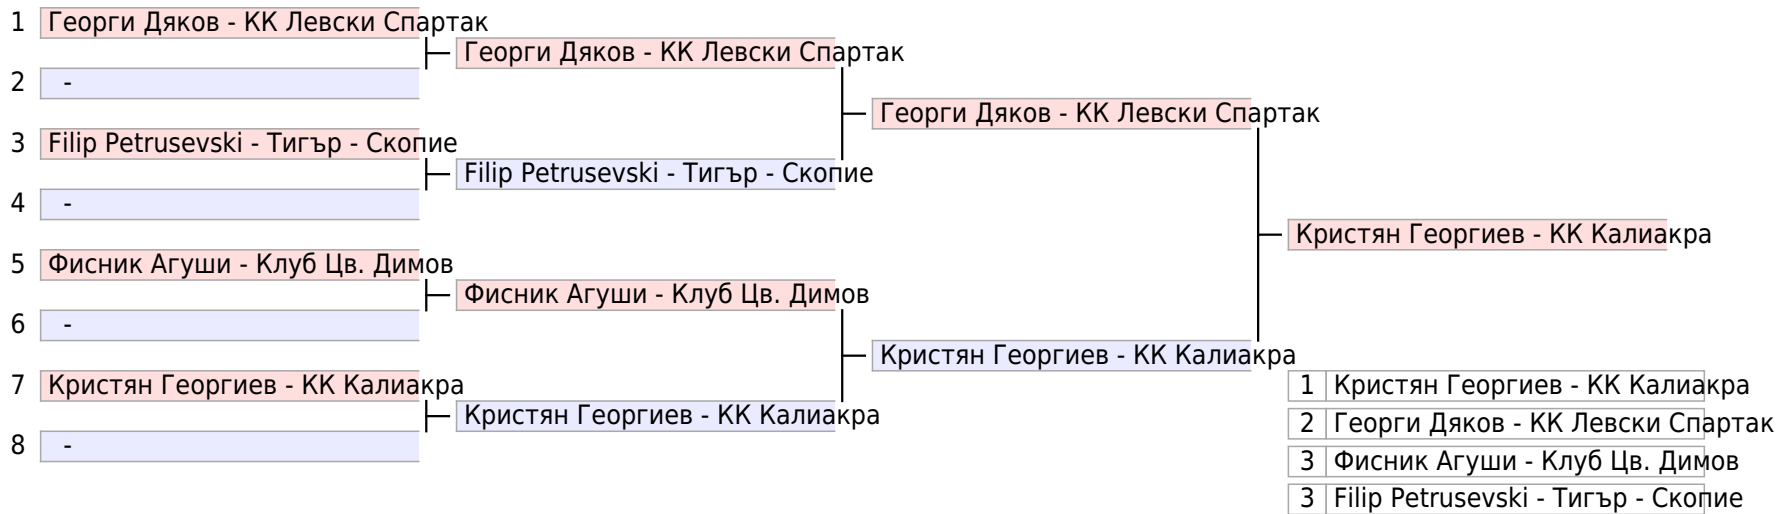 1 Георги Дяков - КК Левски Спартак
Георги Дяков - КК Левски Спартак
2 -
Георги Дяков - КК Левски Спартак
3 Filip Petrusevski - Тигър - Скопие
Filip Petrusevski - Тигър - Скопие
4 -
Кристян Георгиев - КК Калиакра
5 Фисник Агуши - Клуб Цв. Димов
Фисник Агуши - Клуб Цв. Димов
6 -
Кристян Георгиев - КК Калиакра
7 Кристян Георгиев - КК Калиакра
Кристян Георгиев - КК Калиакра
8 -
1 Кристян Георгиев - КК Калиакра
2 Георги Дяков - КК Левски Спартак
3 Фисник Агуши - Клуб Цв. Димов
3 Filip Petrusevski - Тигър - Скопие